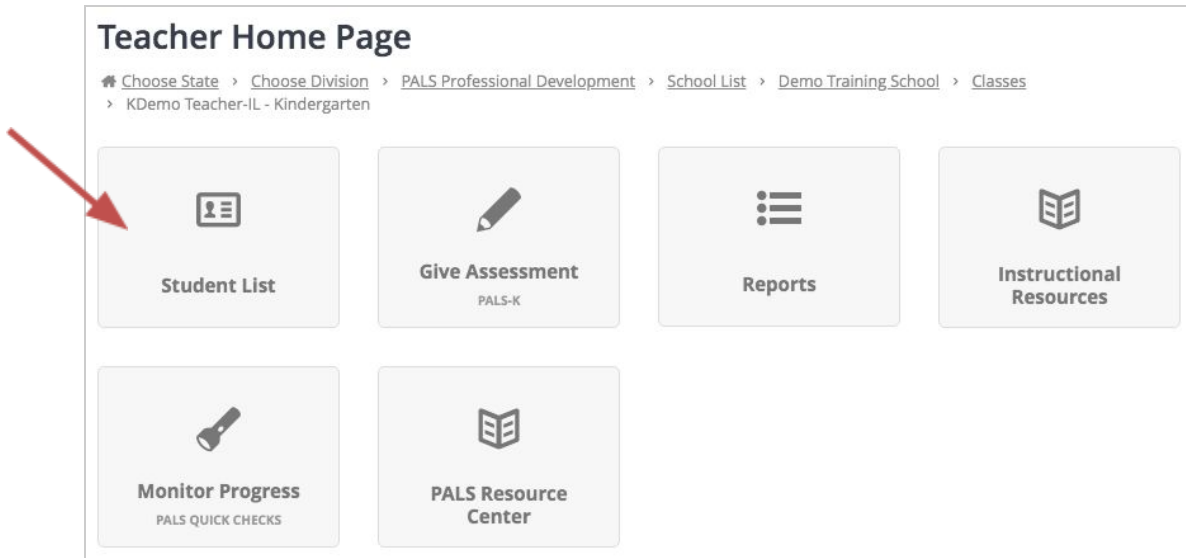 Teacher Home Page
Choose State > Choose Division > PALS Professional Development > School List > Demo Training School > Classes
> KDemo Teacher-IL - Kindergarten
Student List
Give Assessment
PALS-K
Reports
Instructional
Resources
Monitor Progress
PALS QUICK CHECKS
PALS Resource
Center